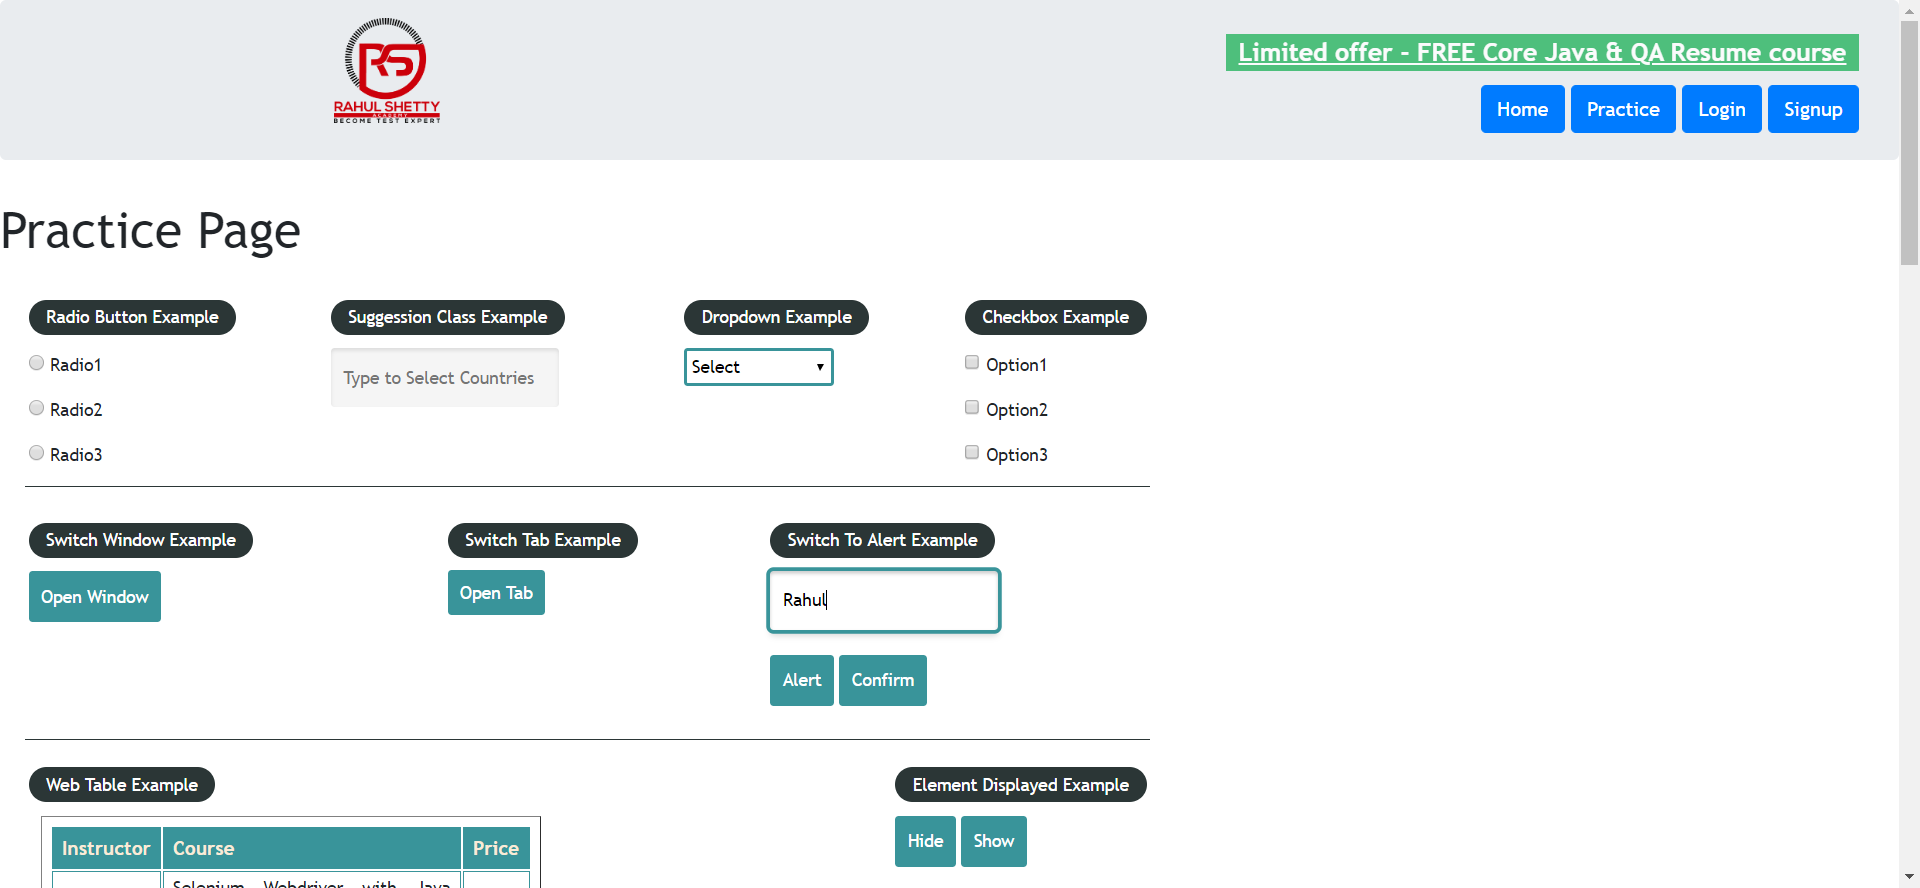 RS
RAHUL SHETTY
ACADEMY
BECOME TEST EXPERT
Limited offer - FREE Core Java & QA Resume course
Home Practice Login Signup
Practice Page
Radio Button Example
Radio1
Radio2
Radio3
Suggession Class Example
Type to Select Countries
Dropdown Example
Select
Checkbox Example
Option1
Option2
Option3
Switch Window Example
Open Window
Switch Tab Example
Open Tab
Switch To Alert Example
Rahul
Alert Confirm
Web Table Example
Instructor Course Price
Selenium Webdriver with Java
Element Displayed Example
Hide Show